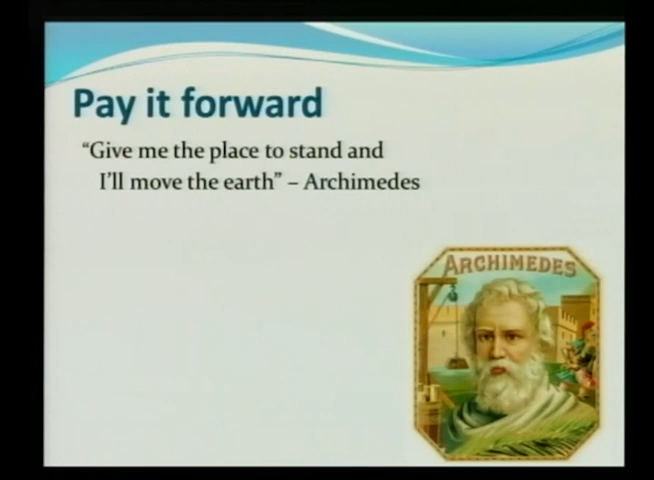 Pay it forward
“Give me the place to stand and
I’ll move the earth” – Archimedes
ARCHIMEDES